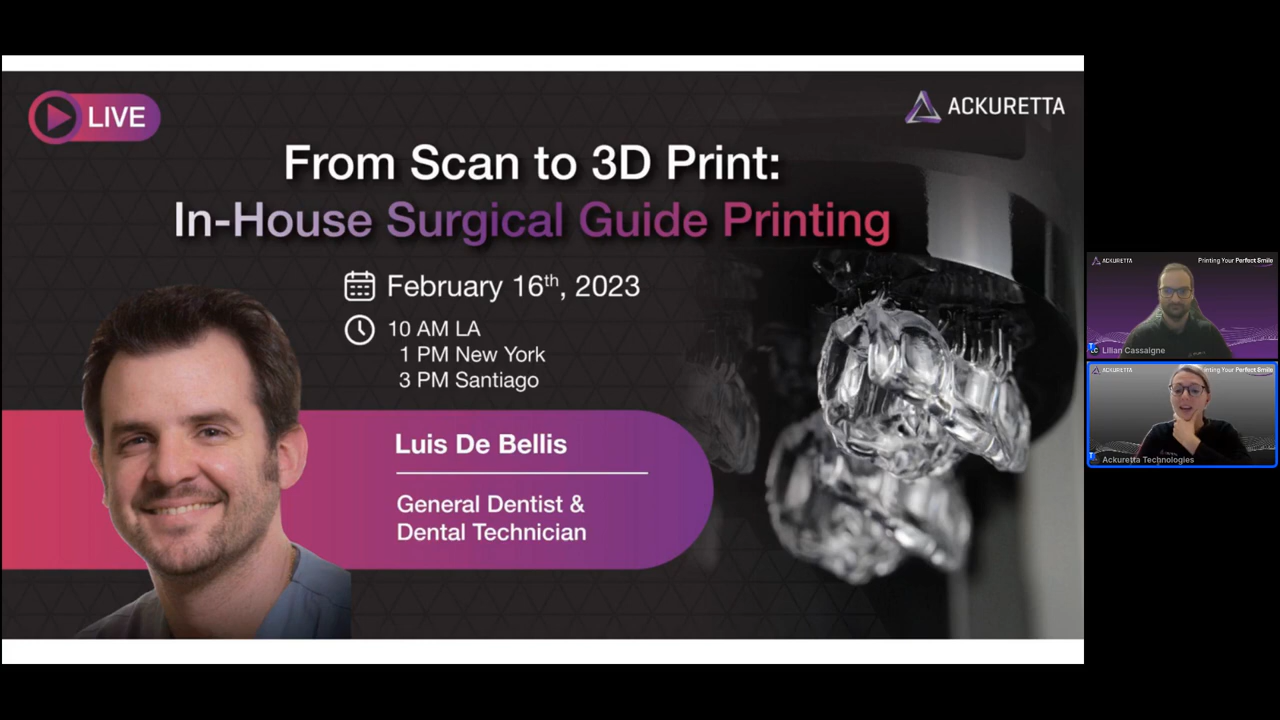 LIVE
ACKURETTA
From Scan to 3D Print:
In-House Surgical Guide Printing
February 16th, 2023
10 AM LA
1 PM New York
3 PM Santiago
Luis De Bellis
General Dentist &
Dental Technician
ACKURETTA
Printing Your Perfect Smile
Lilian Cassaigne
ACKURETTA
nting Your Perfect Smile
Ackuretta Technologies